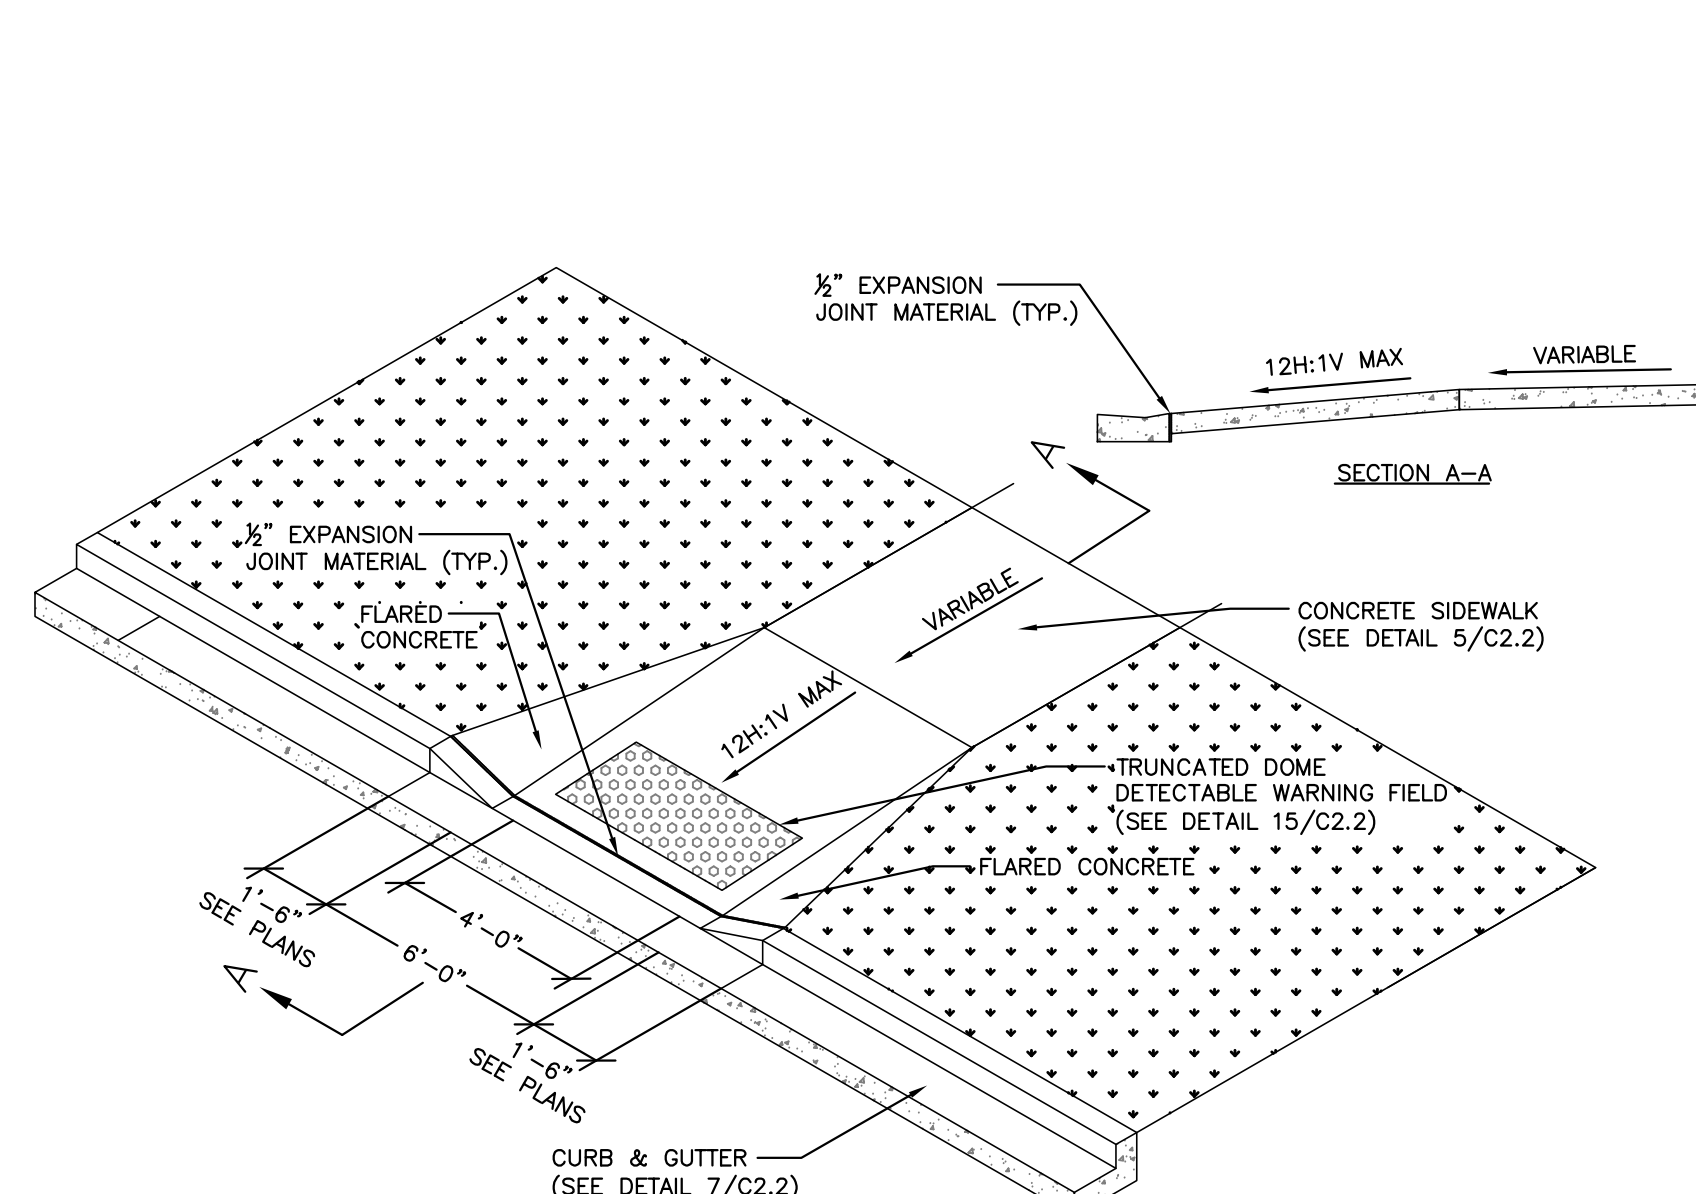 ½" EXPANSION
JOINT MATERIAL (TYP.)
12H:1V MAX
VARIABLE
SECTION A-A
A
½" EXPANSION
JOINT MATERIAL (TYP.)
FLARED
CONCRETE
VARIABLE
CONCRETE SIDEWALK
(SEE DETAIL 5/C2.2)
12H:1V MAX
TRUNCATED DOME
DETECTABLE WARNING FIELD
(SEE DETAIL 15/C2.2)
FLARED CONCRETE
1'-6"
SEE PLANS
4'-0"
6'-0"
A
1'-6"
SEE PLANS
CURB & GUTTER
(SEE DETAIL 7/C2.2)